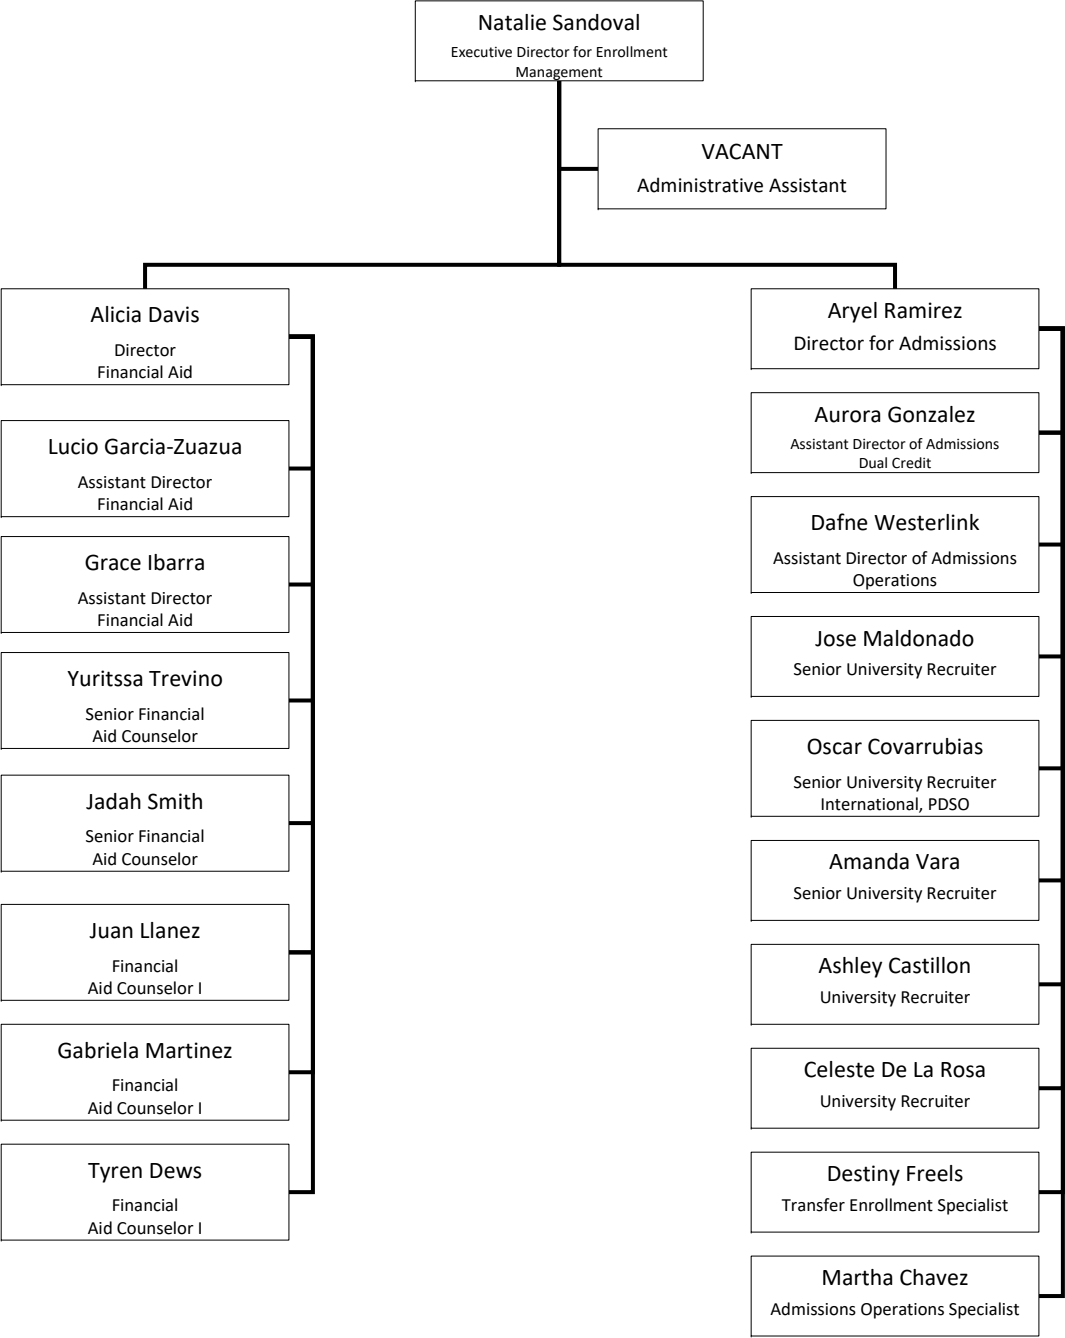 Natalie Sandoval
Executive Director for Enrollment
Management
VACANT
Administrative Assistant
Alicia Davis
Director
Financial Aid
Lucio Garcia-Zuazua
Assistant Director
Financial Aid
Grace Ibarra
Assistant Director
Financial Aid
Yuritssa Trevino
Senior Financial
Aid Counselor
Jadah Smith
Senior Financial
Aid Counselor
Juan Llanez
Financial
Aid Counselor I
Gabriela Martinez
Financial
Aid Counselor I
Tyren Dews
Financial
Aid Counselor I
Aryel Ramirez
Director for Admissions
Aurora Gonzalez
Assistant Director of Admissions
Dual Credit
Dafne Westerlink
Assistant Director of Admissions
Operations
Jose Maldonado
Senior University Recruiter
Oscar Covarrubias
Senior University Recruiter
International, PDSO
Amanda Vara
Senior University Recruiter
Ashley Castillon
University Recruiter
Celeste De La Rosa
University Recruiter
Destiny Freels
Transfer Enrollment Specialist
Martha Chavez
Admissions Operations Specialist